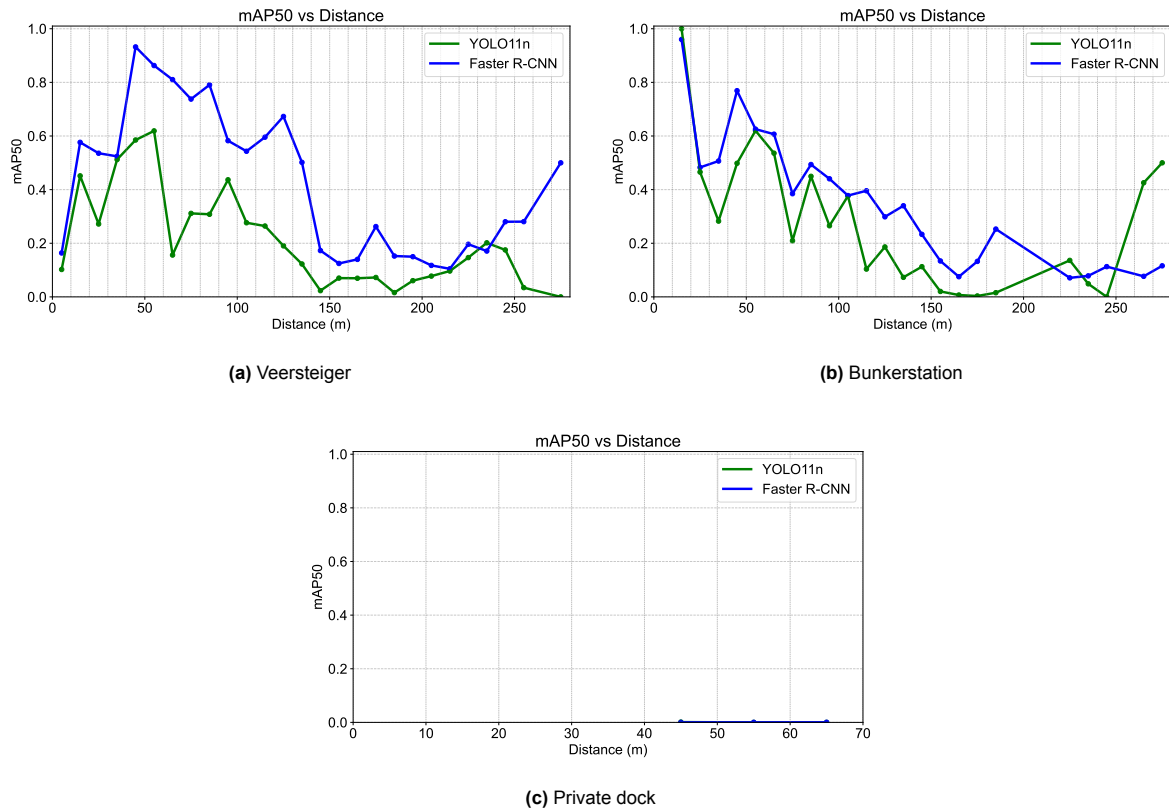 mAP50 vs Distance
1.0
0.8
0.6
0.4
0.2
0.0
mAP50
YOLO11n
Faster R-CNN
0 50 100 150 200 250
Distance (m)
(a) Veersteiger
mAP50 vs Distance
1.0
0.8
0.6
0.4
0.2
0.0
mAP50
YOLO11n
Faster R-CNN
0 50 100 150 200 250
Distance (m)
(b) Bunkerstation
mAP50 vs Distance
1.0
0.8
0.6
0.4
0.2
0.0
mAP50
YOLO11n
Faster R-CNN
0 10 20 30 40 50 60 70
Distance (m)
(c) Private dock